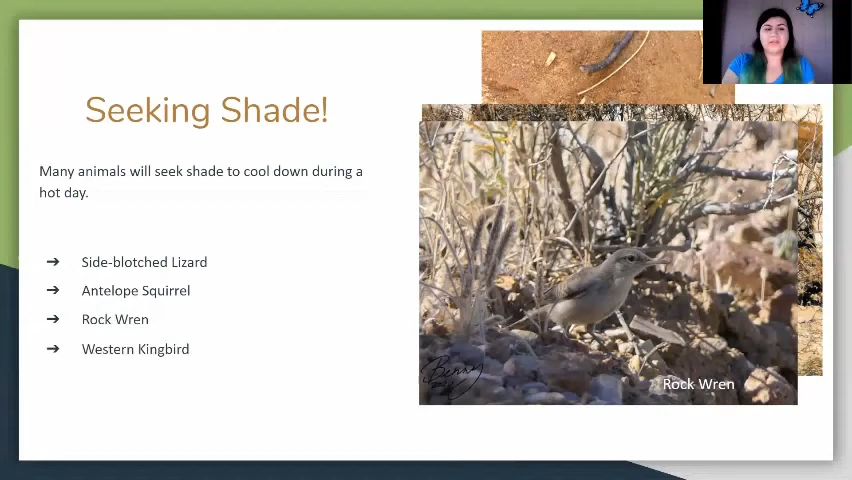 Seeking Shade!
Many animals will seek shade to cool down during a
hot day.
➔ Side-blotched Lizard
➔ Antelope Squirrel
➔ Rock Wren
➔ Western Kingbird
Rock Wren